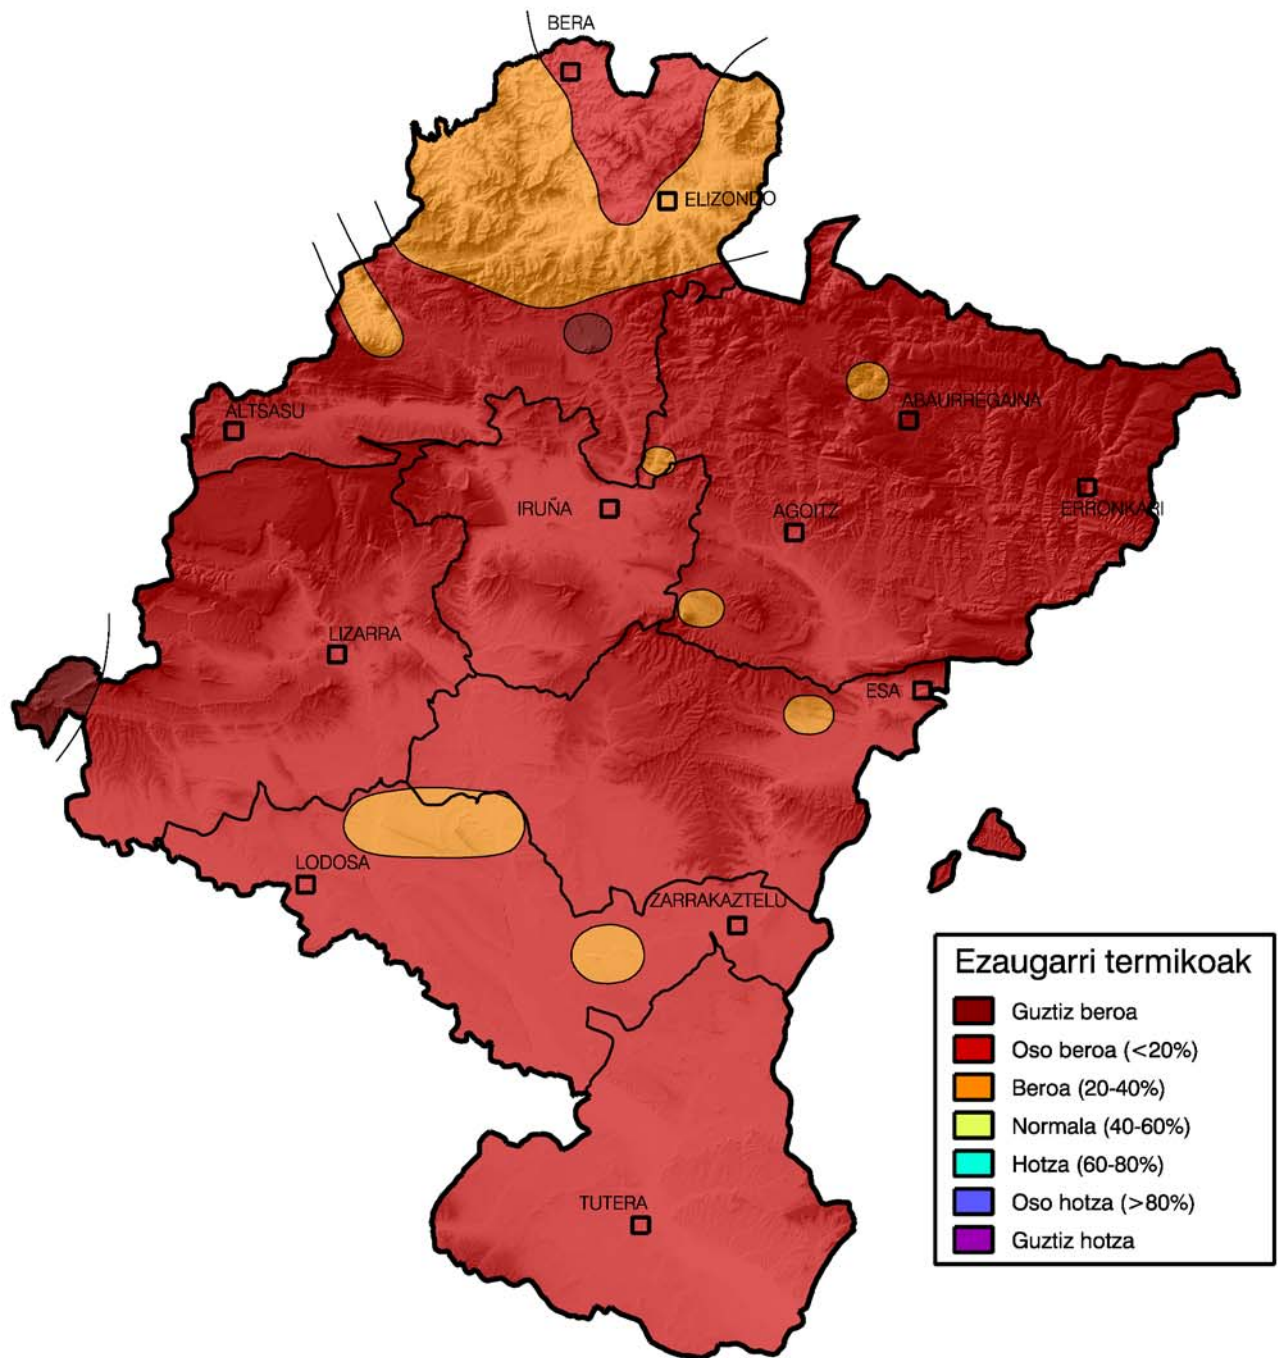 BERA
ELIZONDO
ALTSASU
ABAURREGAINA
IRUÑA
AGOITZ
ERRONKARI
LIZARRA
ESA
LODOSA
ZARRAKAZTELU
TUTERA
Ezaugarri termikoak
Guztiz beroa
Oso beroa (<20%)
Beroa (20-40%)
Normala (40-60%)
Hotza (60-80%)
Oso hotza (>80%)
Guztiz hotza